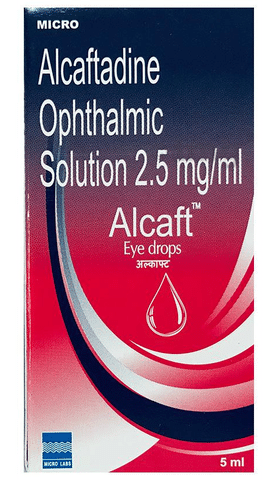 MICRO
Alcaftadine
Ophthalmic
Solution 2.5 mg/ml
Alcaft™
Eye drops
अल्काफ्ट
MICRO LABS
5 ml